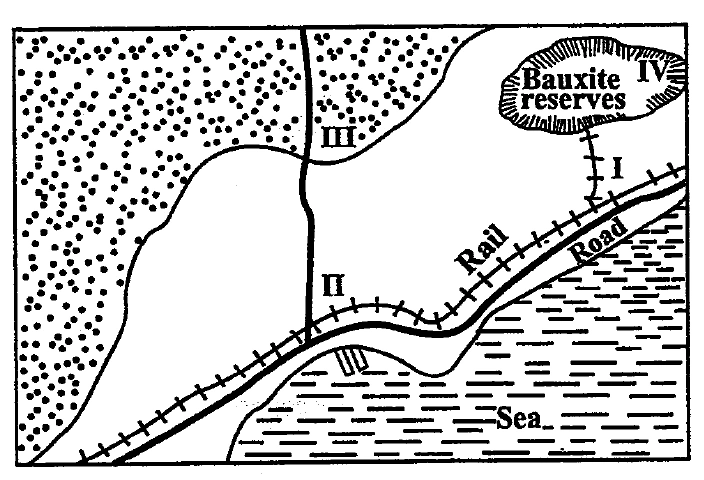 Bauxite IV
reserves
III
I
Rail
Road
II
Sea